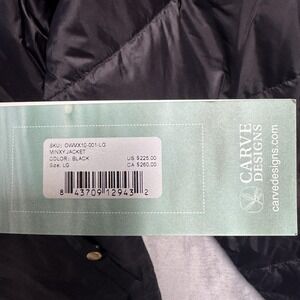 SKU: OWMX10-001-LG
MINXY JACKET
COLOR: BLACK
US $225.00
Size: LG
CA $260.00
8 43709 12943 2
CARVE
DESIGNS
carvedesigns.com